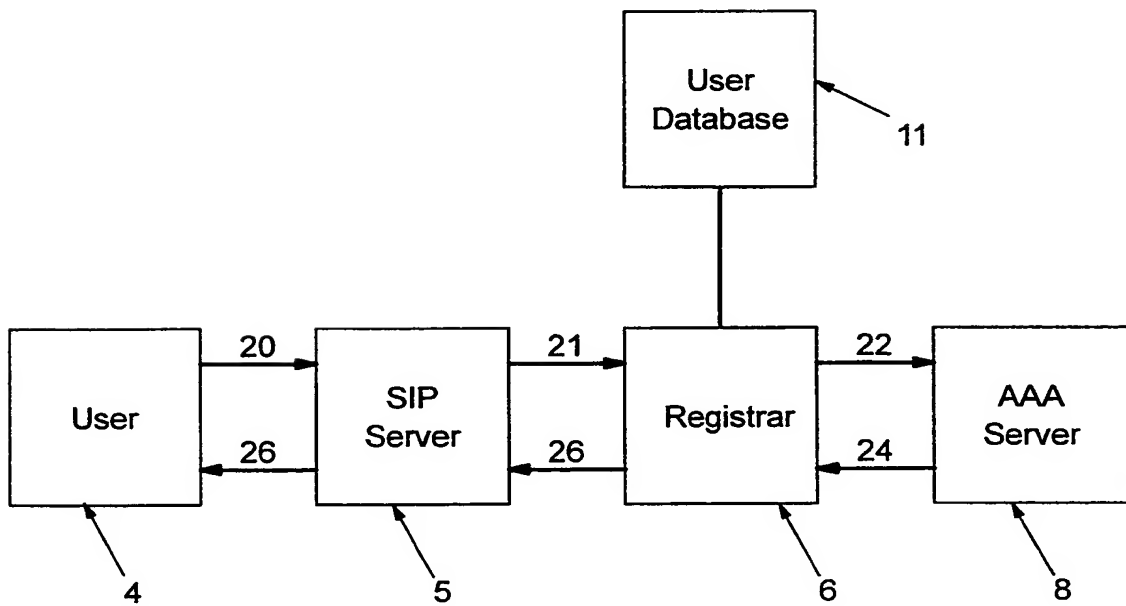 User
Database
11
20
21
22
User
SIP
Server
Registrar
AAA
Server
26
26
24
4
5
6
8